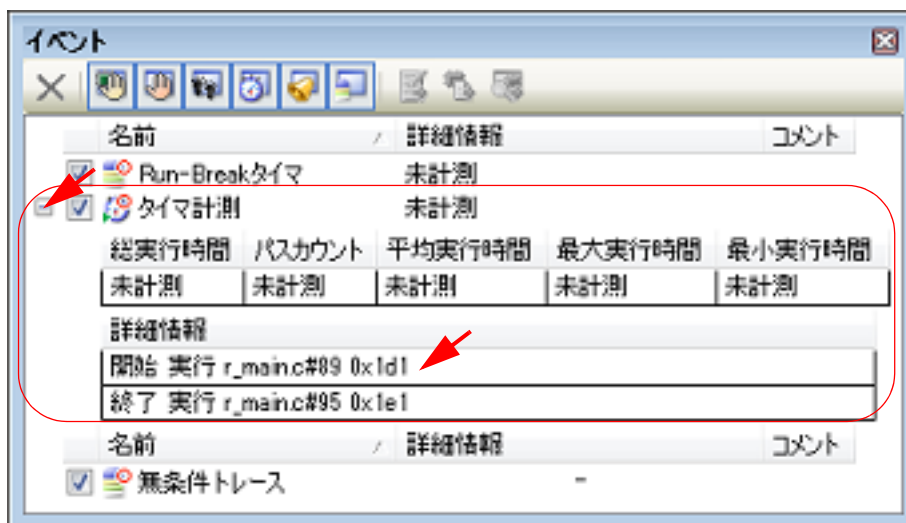 イベント
名前 詳細情報 コメント
Run-Breakタイマ 未計測
タイマ計測 未計測
総実行時間 パスカウント 平均実行時間 最大実行時間 最小実行時間
未計測 未計測 未計測 未計測 未計測
詳細情報
開始 実行 r_main.c#89 0x1d1
終了 実行 r_main.c#95 0x1e1
名前 詳細情報 コメント
無条件トレース -